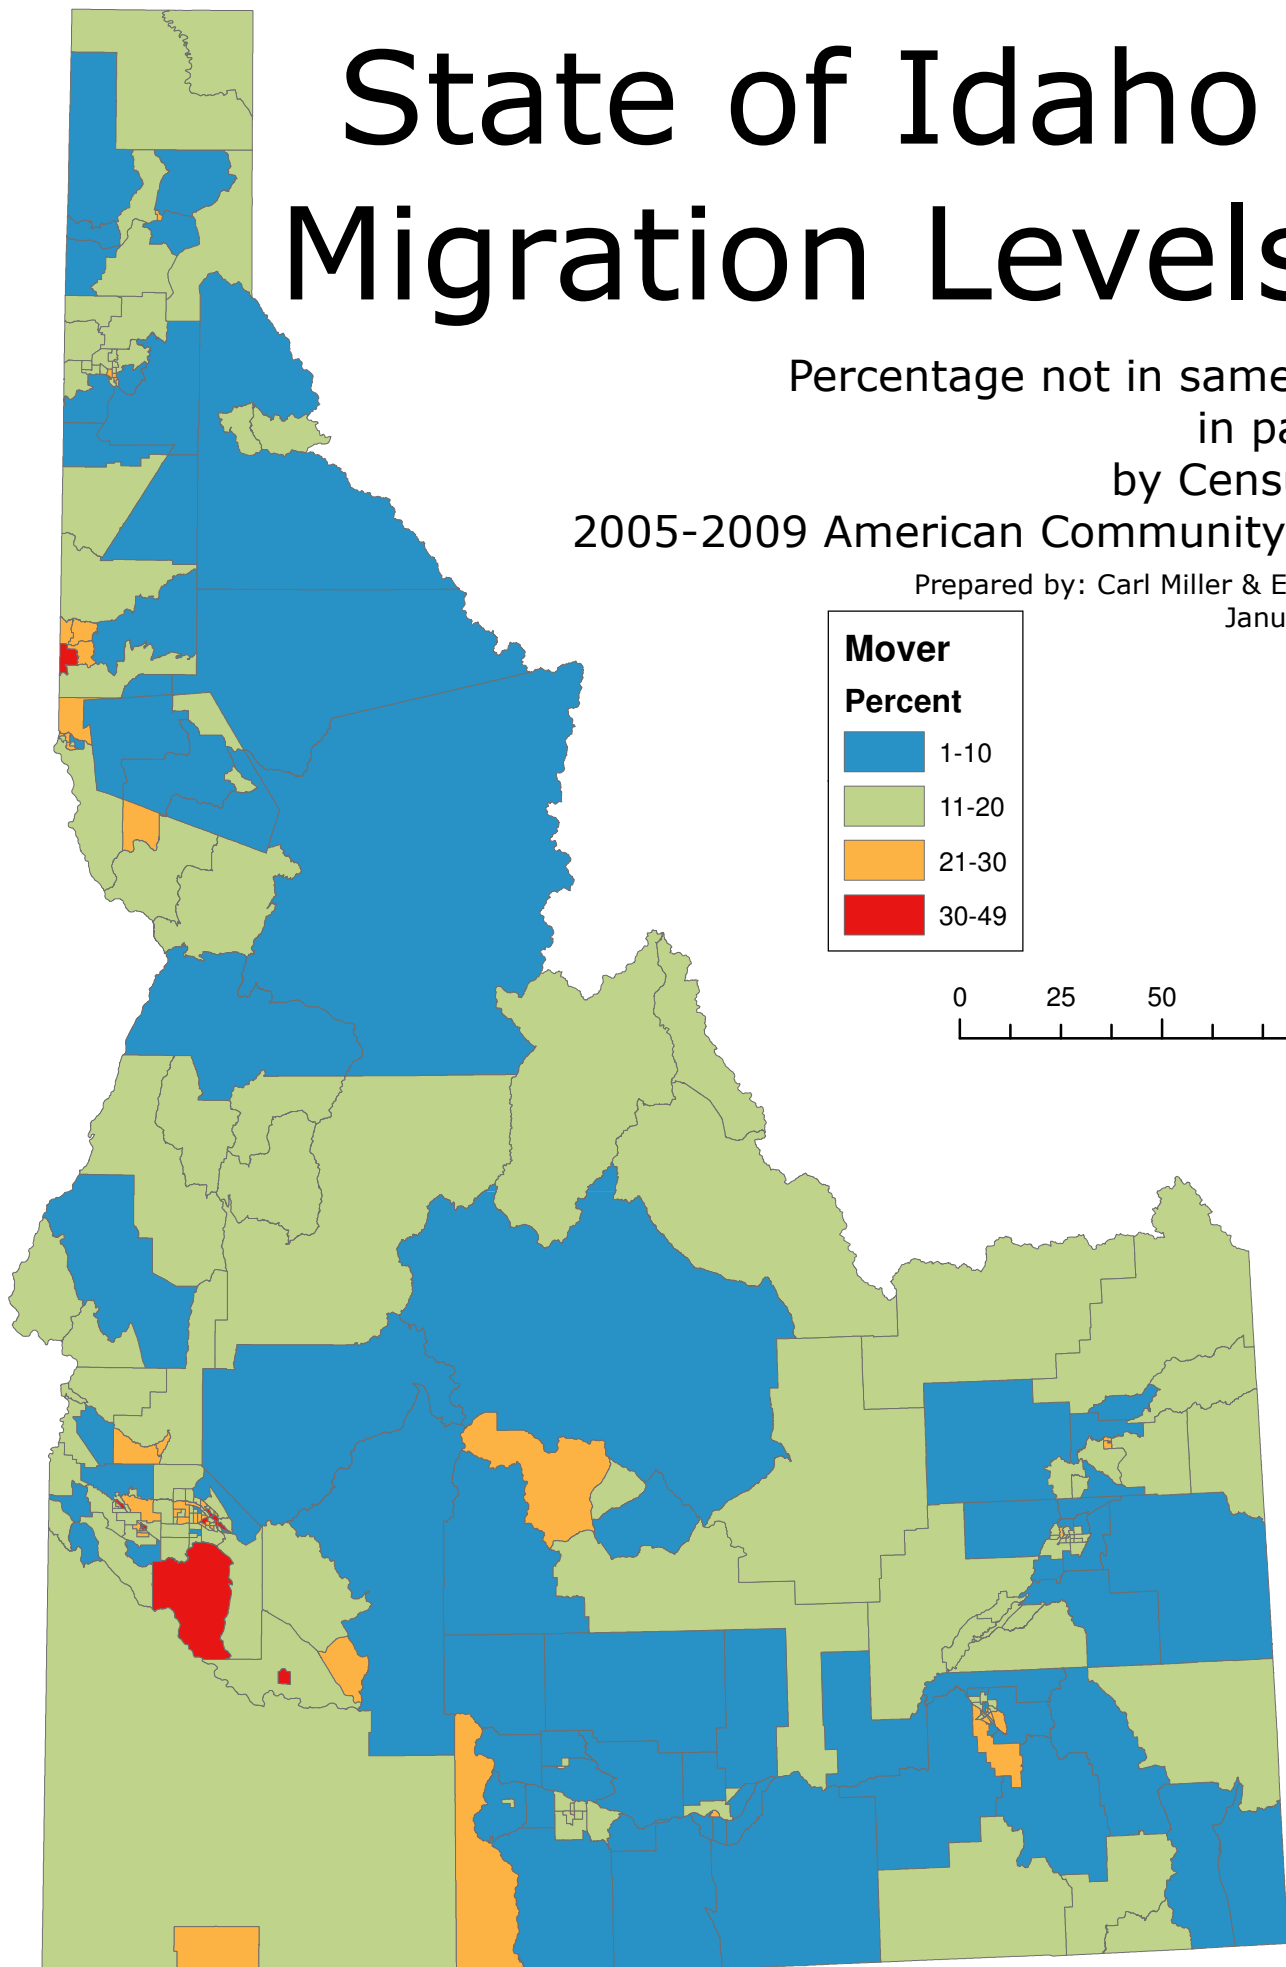 State of Idaho
Migration Levels
Percentage not in same
in pa
by Cens
2005-2009 American Community
Prepared by: Carl Miller & E
Janu
Mover
Percent
1-10
11-20
21-30
30-49
0 25 50